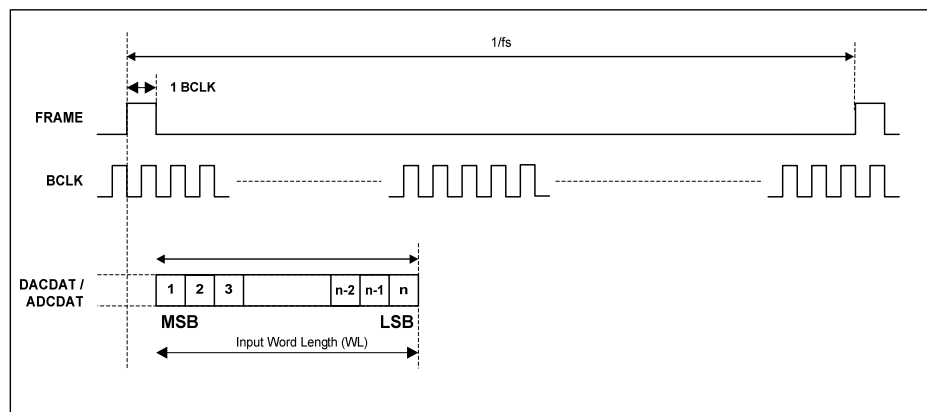 1/fs
1 BCLK
FRAME
BCLK
DACDAT /
ADCDAT
1 2 3 n-2 n-1 n
MSB LSB
Input Word Length (WL)